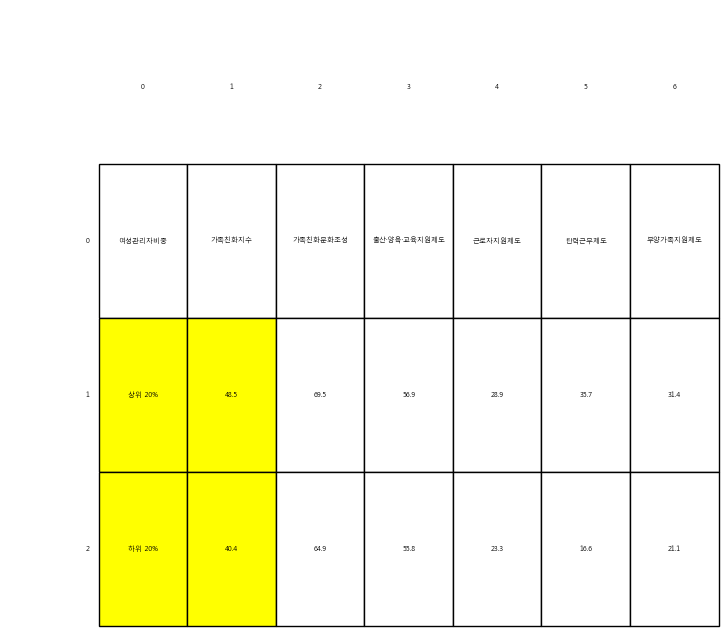 0 1 2 3 4 5 6
0 여성관리자비중 가족친화지수 가족친화문화조성 출산·양육·교육지원제도 근로자지원제도 탄력근무제도 부양가족지원제도
1 상위 20% 48.5 69.5 56.9 28.9 35.7 31.4
2 하위 20% 40.4 64.9 55.8 23.3 16.6 21.1